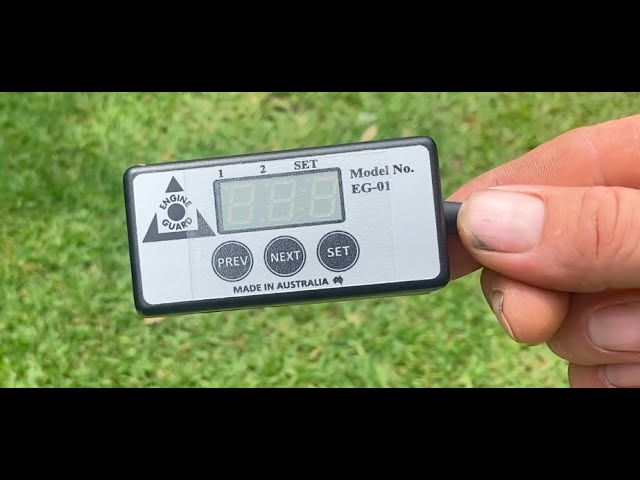 1 2 SET
Model No.
EG-01
ENGINE
GUARD
PREV NEXT SET
MADE IN AUSTRALIA